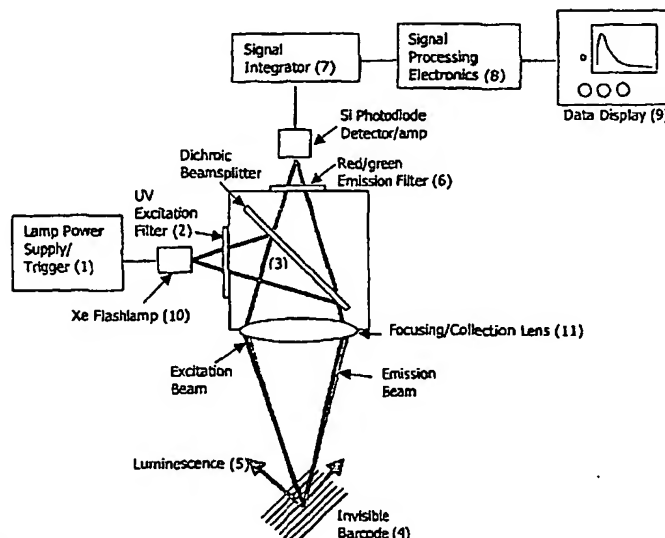 Signal
Integrator (7)
Signal
Processing
Electronics (8)
Data Display (9)
Si Photodiode
Detector/amp
Dichroic
Beamsplitter
Red/green
Emission Filter (6)
UV
Excitation
Filter (2)
Lamp Power
Supply/
Trigger (1)
(3)
Xe Flashlamp (10)
Focusing/Collection Lens (11)
Excitation
Beam
Emission
Beam
Luminescence (5)
Invisible
Barcode (4)